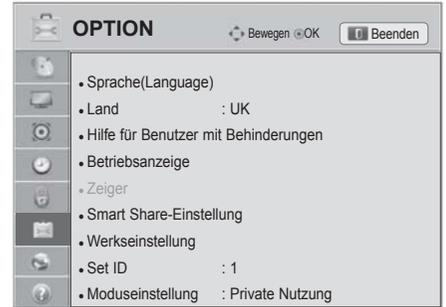 OPTION
Bewegen OK
Beenden
• Sprache(Language)
• Land : UK
• Hilfe für Benutzer mit Behinderungen
• Betriebsanzeige
• Zeiger
• Smart Share-Einstellung
• Werkseinstellung
• Set ID : 1
• Moduseinstellung : Private Nutzung